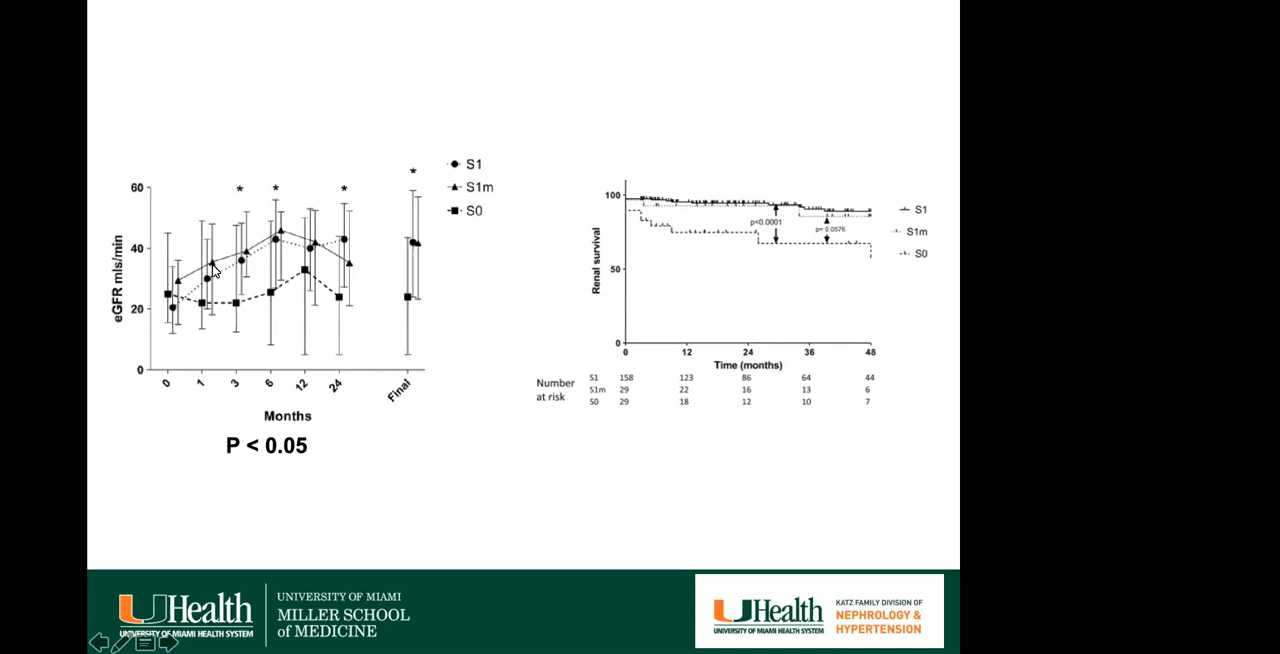 S1
S1m
S0
*
*
*
*
60
40
20
0
eGFR mls/min
0
1
3
6
12
24
Final
Months
P < 0.05
100
50
0
Renal survival
p<0.0001
p= 0.0576
S1
S1m
S0
0 12 24 36 48
Time (months)
Number
at risk
S1 158 123 86 64 44
S1m 29 22 16 13 6
S0 29 18 12 10 7
UHealth
UNIVERSITY OF MIAMI HEALTH SYSTEM
UNIVERSITY OF MIAMI
MILLER SCHOOL
of MEDICINE
UHealth
UNIVERSITY OF MIAMI HEALTH SYSTEM
KATZ FAMILY DIVISION OF
NEPHROLOGY &
HYPERTENSION